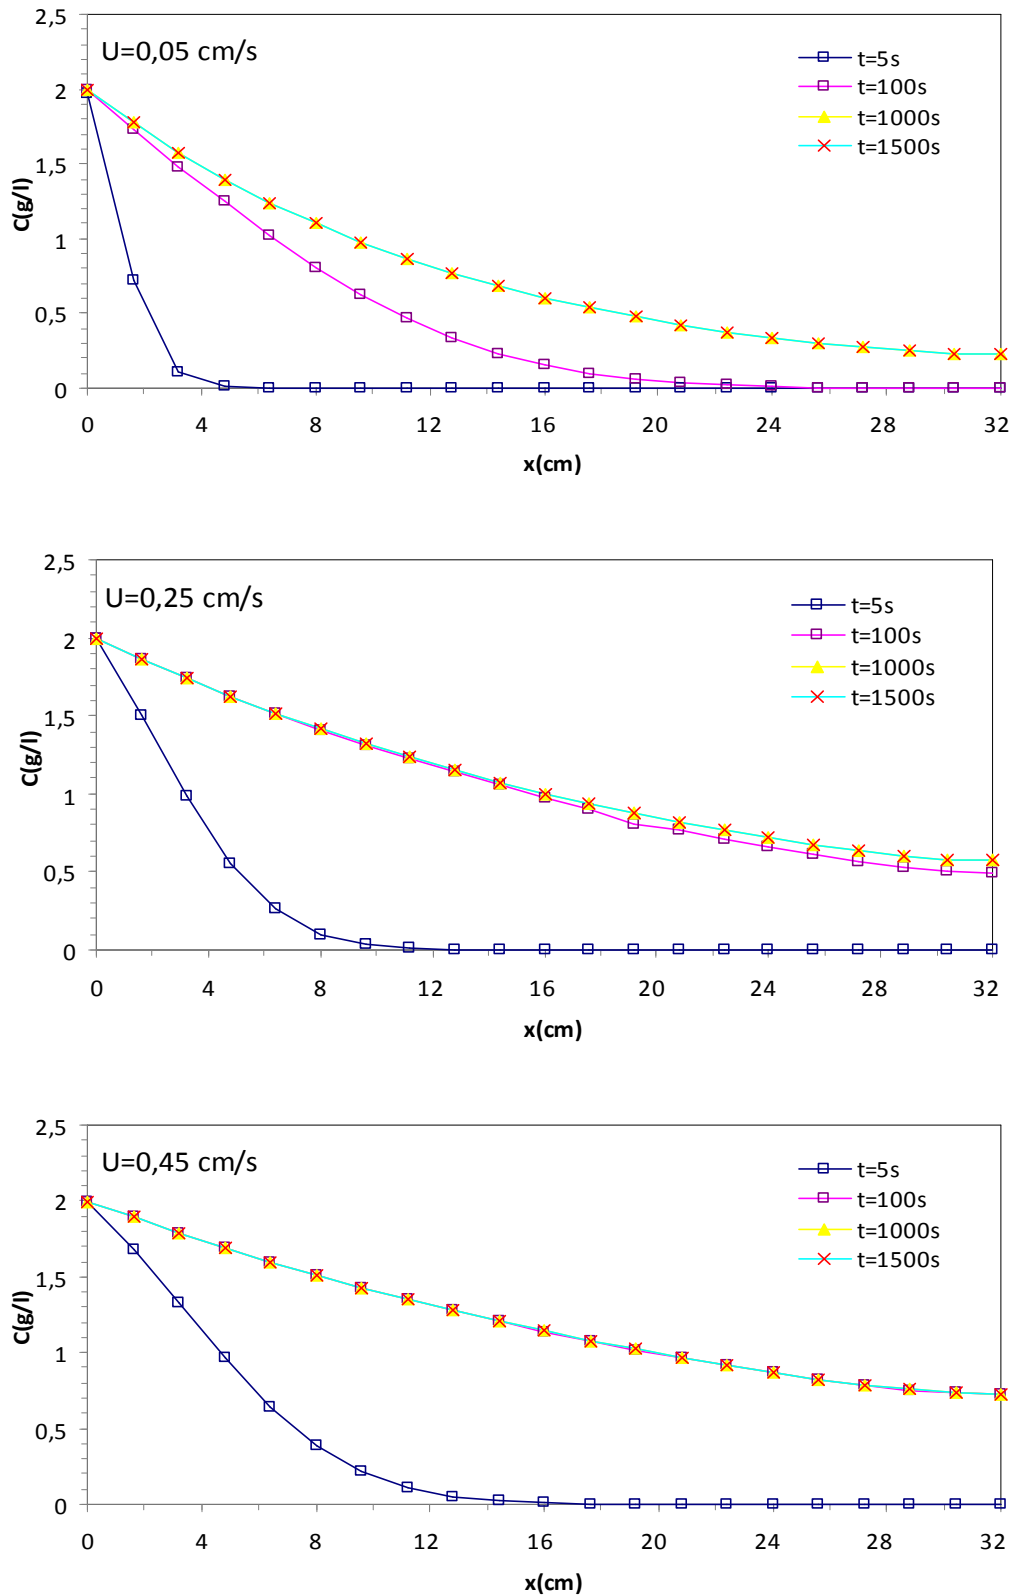 2,5
U=0,05 cm/s
t=5s
2
t=100s
t=1000s
1,5
t=1500s
C(g/l)
1
0,5
0
0 4 8 12 16 20 24 28 32
x(cm)
2,5
U=0,25 cm/s
t=5s
2
t=100s
t=1000s
1,5
t=1500s
C(g/l)
1
0,5
0
0 4 8 12 16 20 24 28 32
x(cm)
2,5
U=0,45 cm/s
t=5s
2
t=100s
t=1000s
1,5
t=1500s
C(g/l)
1
0,5
0
0 4 8 12 16 20 24 28 32
x(cm)